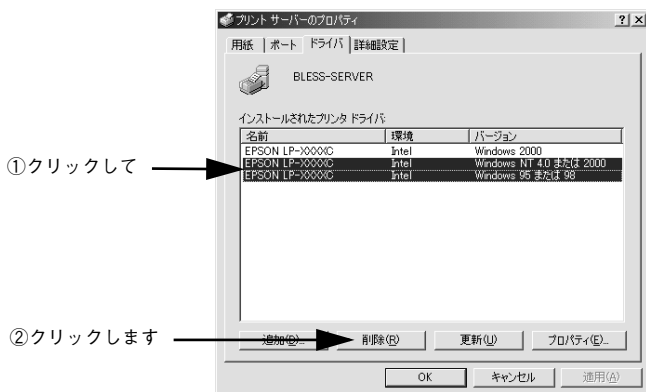 プリント サーバーのプロパティ
用紙 ポート ドライバ 詳細設定
BLESS-SERVER
インストールされたプリンタ ドライバ:
名前 環境 バージョン
EPSON LP-XXXXC Intel Windows 2000
EPSON LP-XXXXC Intel Windows NT 4.0 または 2000
EPSON LP-XXXXC Intel Windows 95 または 98
①クリックして
②クリックします
追加(D)... 削除(R) 更新(U) プロパティ(E)...
OK キャンセル 適用(A)